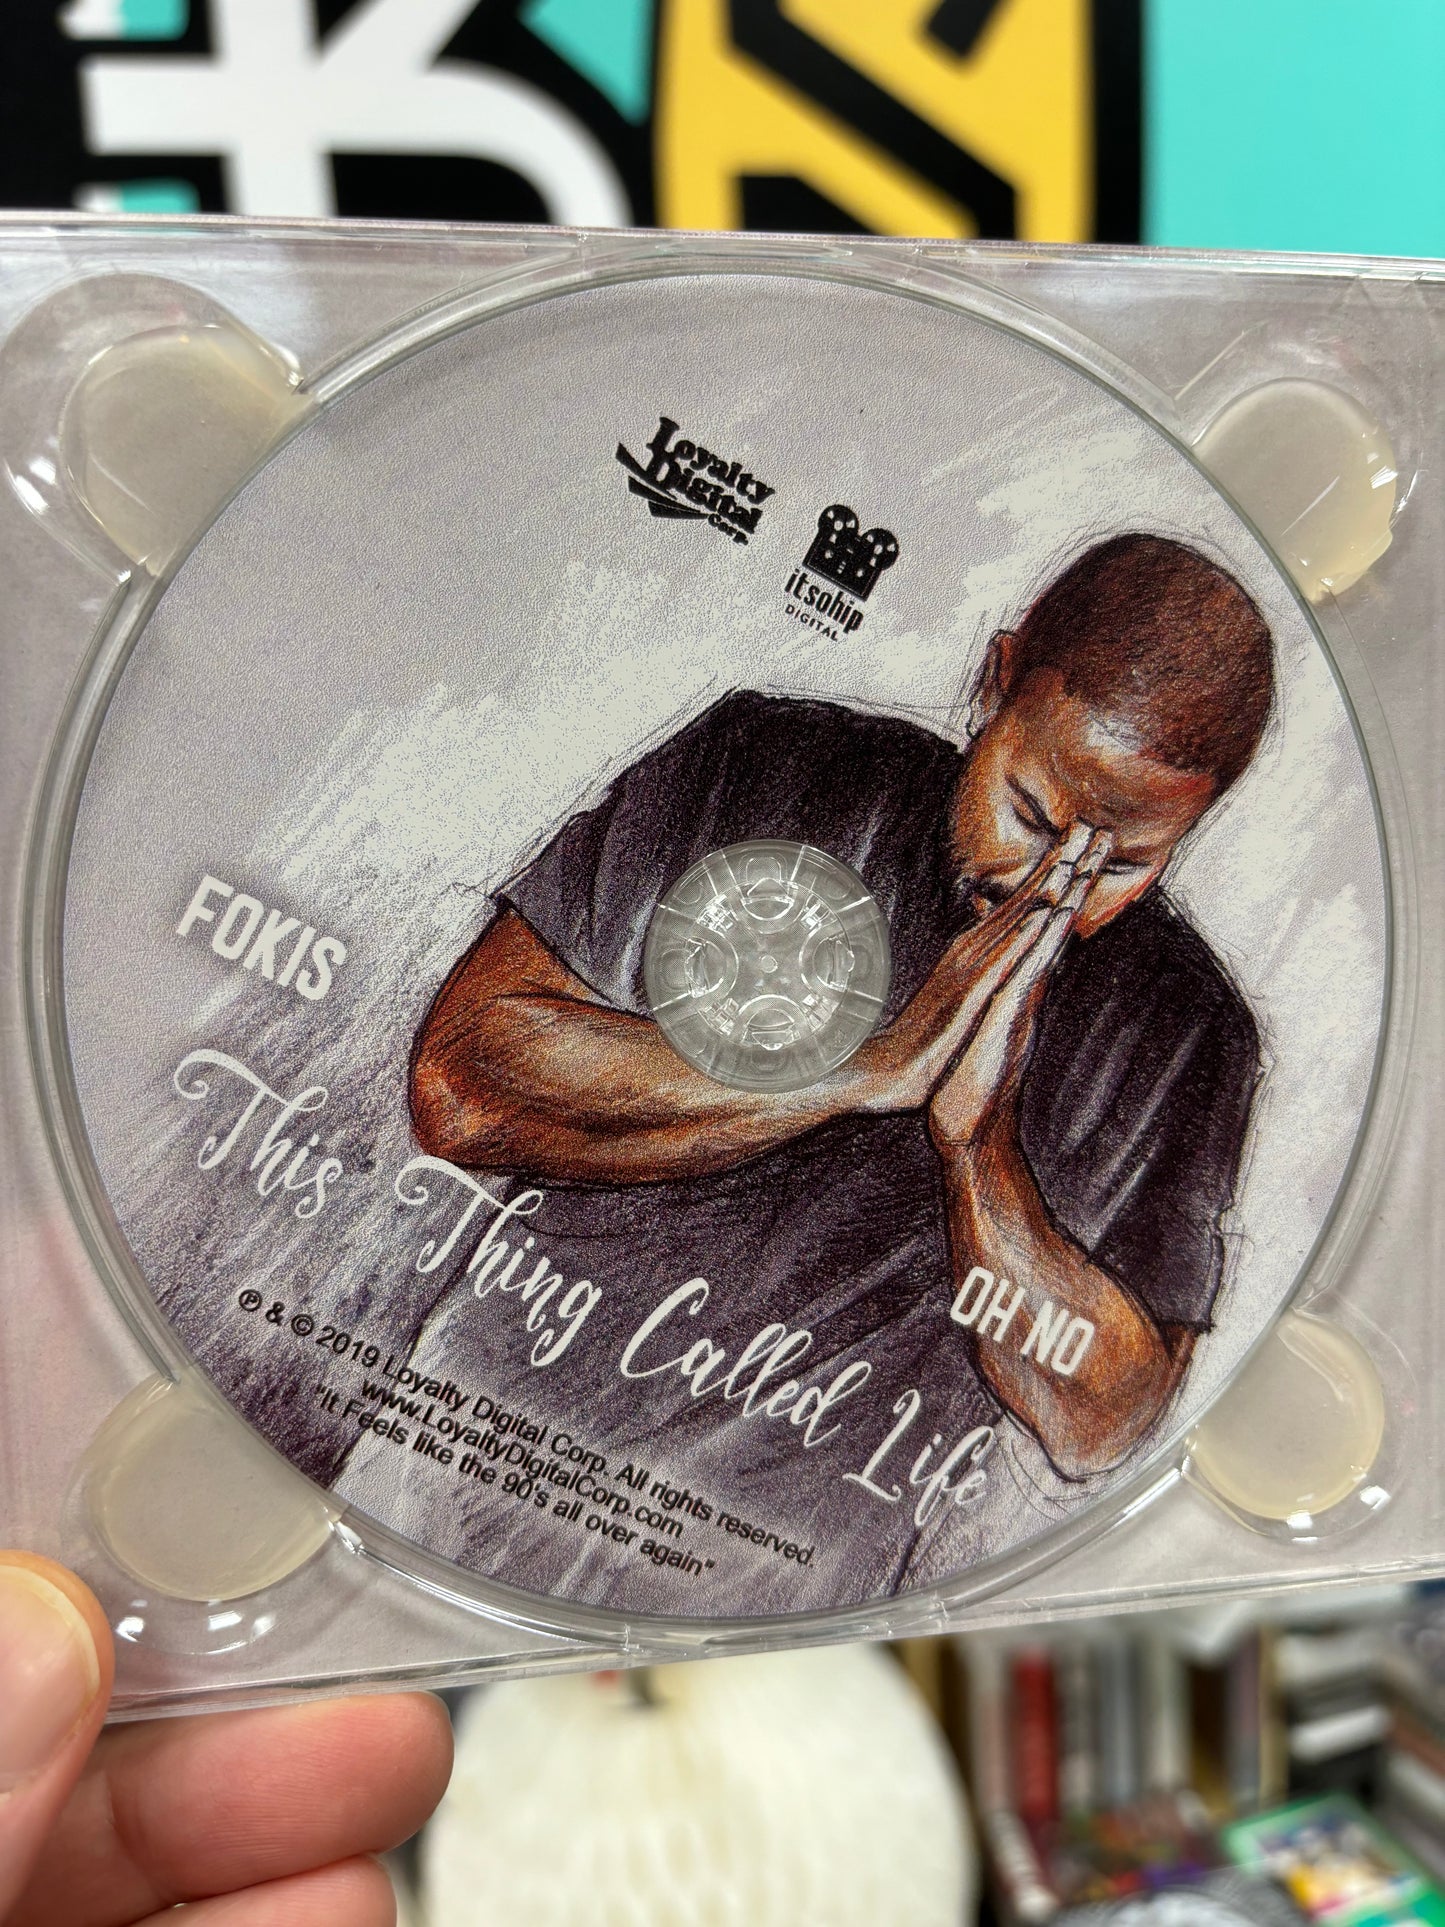 Loyalty
Digital
Corp.
itsohip
DIGITAL
FOKIS
This Thing Called Life
OH NO
℗ & © 2019 Loyalty Digital Corp. All rights reserved.
www.LoyaltyDigitalCorp.com
"It Feels like the 90's all over again"